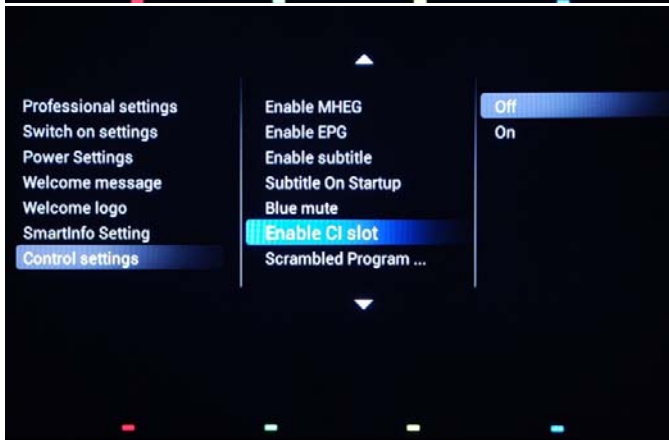 Professional settings
Switch on settings
Power Settings
Welcome message
Welcome logo
SmartInfo Setting
Control settings
Enable MHEG
Enable EPG
Enable subtitle
Subtitle On Startup
Blue mute
Enable CI slot
Scrambled Program ...
Off
On